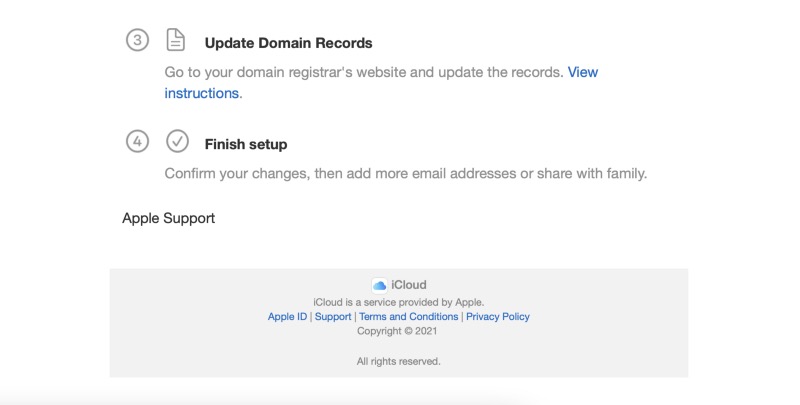 3 Update Domain Records
Go to your domain registrar's website and update the records. View
instructions.
4 Finish setup
Confirm your changes, then add more email addresses or share with family.
Apple Support
iCloud
iCloud is a service provided by Apple.
Apple ID | Support | Terms and Conditions | Privacy Policy
Copyright © 2021
All rights reserved.